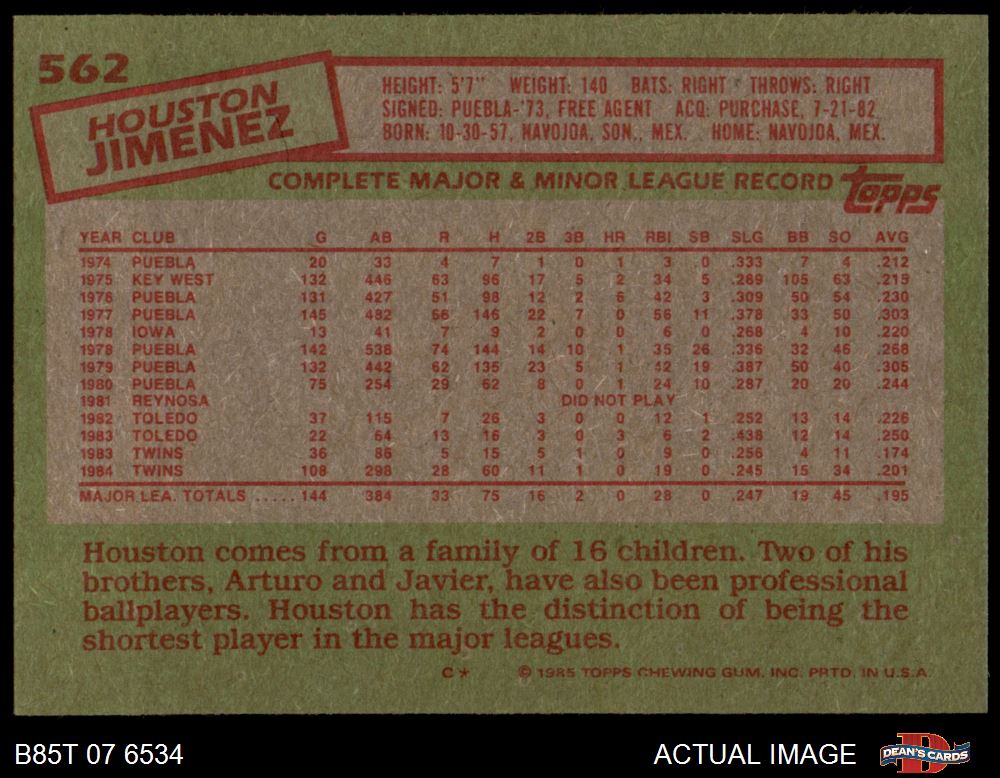 562
HOUSTON
JIMENEZ
HEIGHT: 5'7" WEIGHT: 140 BATS: RIGHT THROWS: RIGHT
SIGNED: PUEBLA-'73, FREE AGENT ACQ: PURCHASE, 7-21-82
BORN: 10-30-57, NAVOJOA, SON., MEX. HOME: NAVOJOA, MEX.
COMPLETE MAJOR & MINOR LEAGUE RECORD topps
YEAR CLUB G AB R H 2B 3B HR RBI SB SLG BB SO AVG
1974 PUEBLA 20 33 4 7 1 0 1 3 0 .333 7 4 .212
1975 KEY WEST 132 446 63 96 17 5 2 34 5 .289 105 63 .215
1976 PUEBLA 131 427 51 98 12 2 6 42 3 .309 50 54 .230
1977 PUEBLA 145 482 56 146 22 7 0 56 11 .378 33 50 .303
1978 IOWA 13 41 7 9 2 0 0 6 0 .268 4 10 .220
1978 PUEBLA 142 538 74 144 14 10 1 35 26 .336 32 46 .268
1979 PUEBLA 132 442 62 135 23 5 1 42 19 .387 50 40 .305
1980 PUEBLA 75 254 29 62 8 0 1 24 10 .287 20 20 .244
1981 REYNOSA DID NOT PLAY
1982 TOLEDO 37 115 7 26 3 0 0 12 1 .252 13 14 .226
1983 TOLEDO 22 64 13 16 3 0 3 6 2 .438 12 14 .250
1983 TWINS 36 86 5 15 5 1 0 9 0 .256 4 11 .174
1984 TWINS 108 298 28 60 11 1 0 19 0 .245 15 34 .201
MAJOR LEA. TOTALS ..... 144 384 33 75 16 2 0 28 0 .247 19 45 .195
Houston comes from a family of 16 children. Two of his
brothers, Arturo and Javier, have also been professional
ballplayers. Houston has the distinction of being the
shortest player in the major leagues.
C* © 1985 TOPPS CHEWING GUM, INC. PRTD. IN U.S.A.
B85T 07 6534 ACTUAL IMAGE DEAN'S CARDS